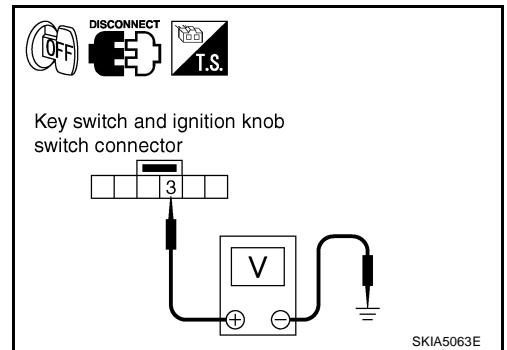 DISCONNECT
OFF
T.S.
Key switch and ignition knob
switch connector
3
V
+ −
SKIA5063E